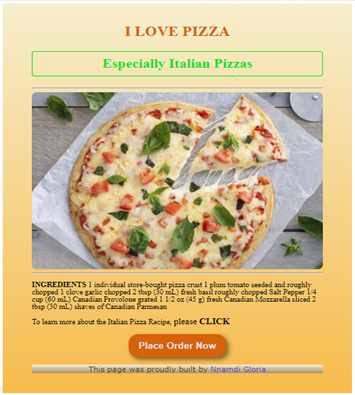 I LOVE PIZZA
Especially Italian Pizzas
INGREDIENTS 1 individual store-bought pizza crust 1 plum tomato seeded and roughly
chopped 1 clove garlic chopped 2 tbsp (30 mL) fresh basil roughly chopped Salt Pepper 1/4
cup (60 mL) Canadian Provolone grated 1 1/2 oz (45 g) fresh Canadian Mozzarella sliced 2
tbsp (30 mL) shaves of Canadian Parmesan
To learn more about the Italian Pizza Recipe, please CLICK
Place Order Now
This page was proudly built by Nnamdi Gloria